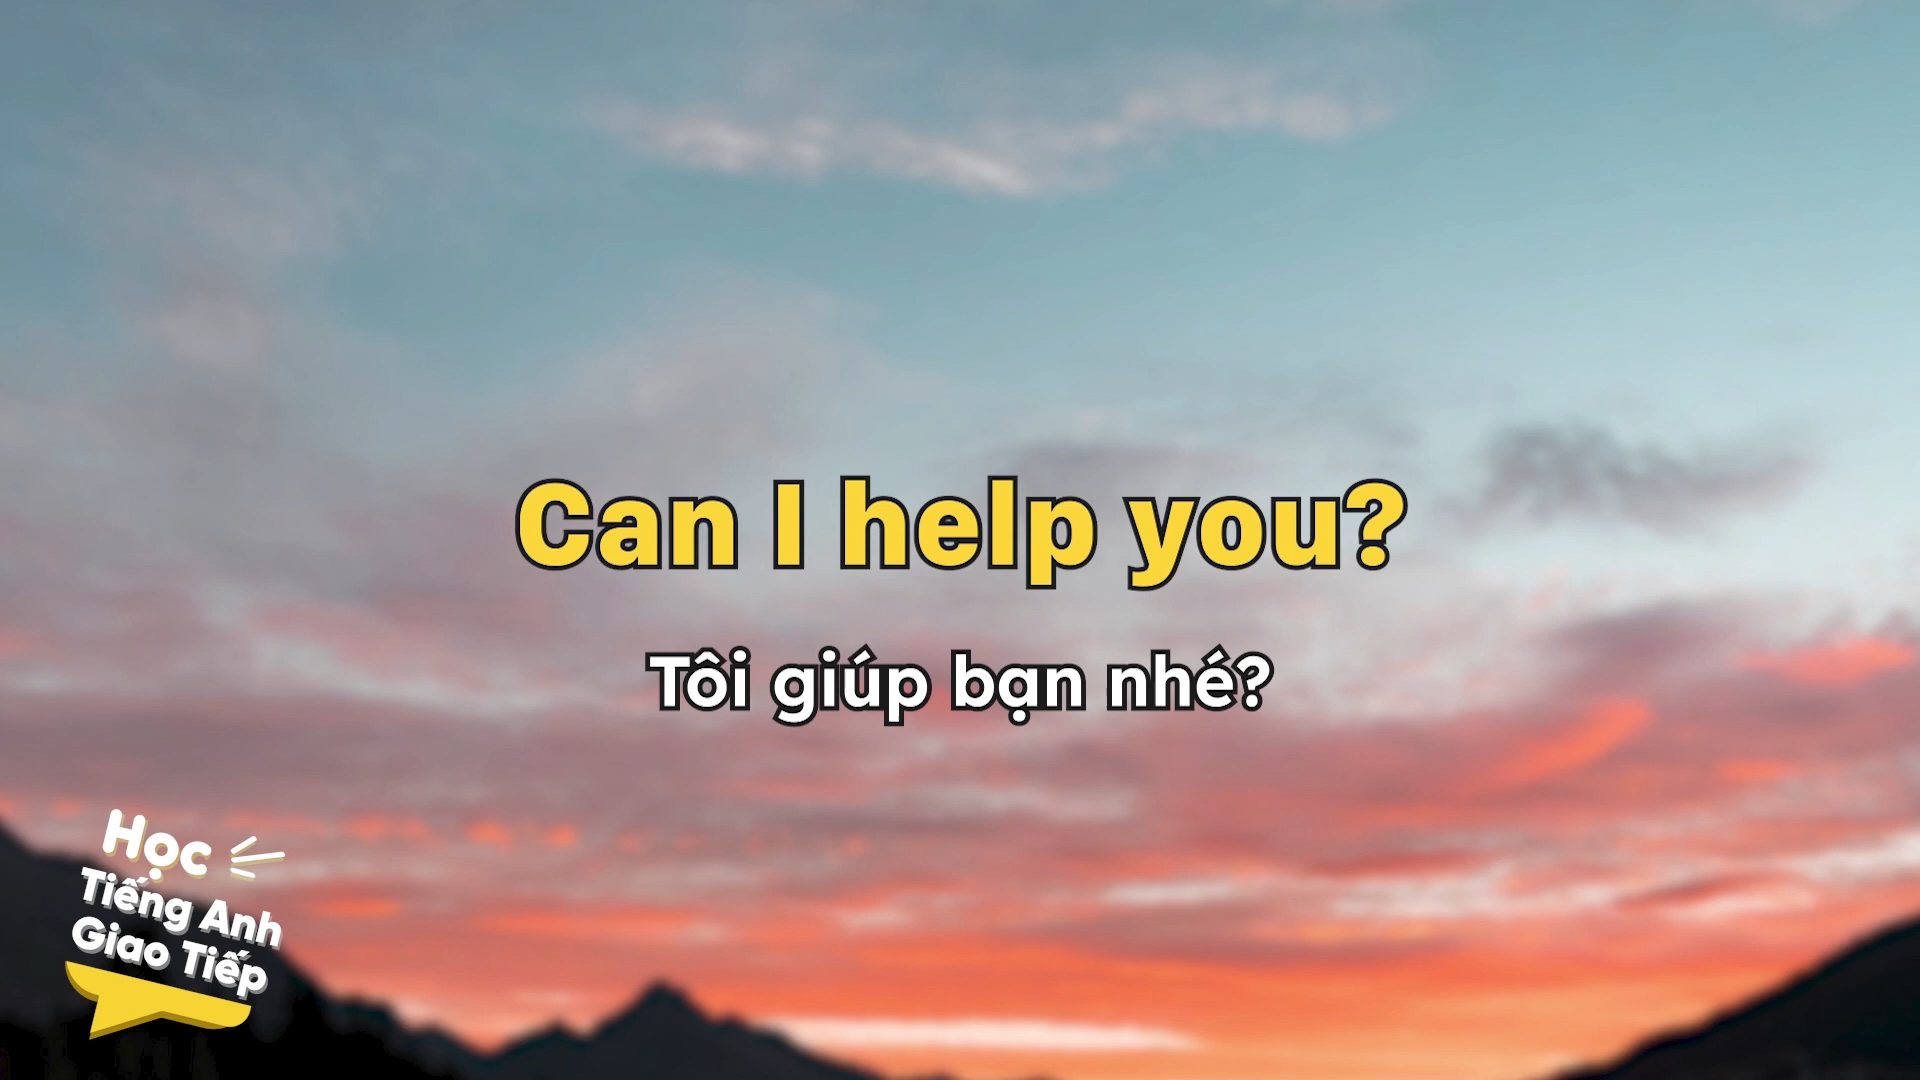 Can I help you?
Tôi giúp bạn nhé?
Học
Tiếng Anh
Giao Tiếp